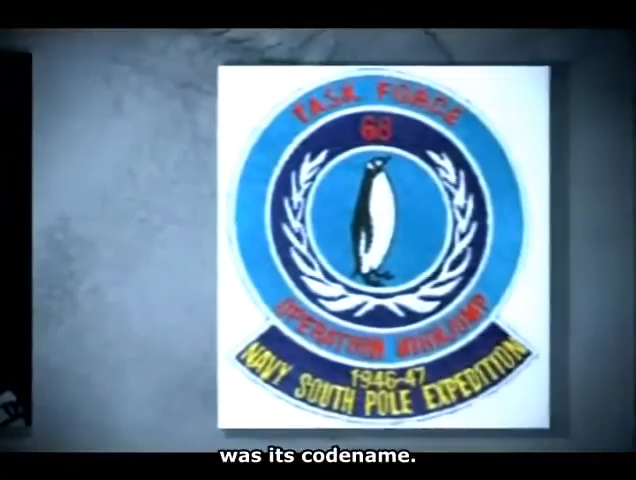 TASK FORCE
68
OPERATION HIGHJUMP
1946-47
NAVY SOUTH POLE EXPEDITION
was its codename.